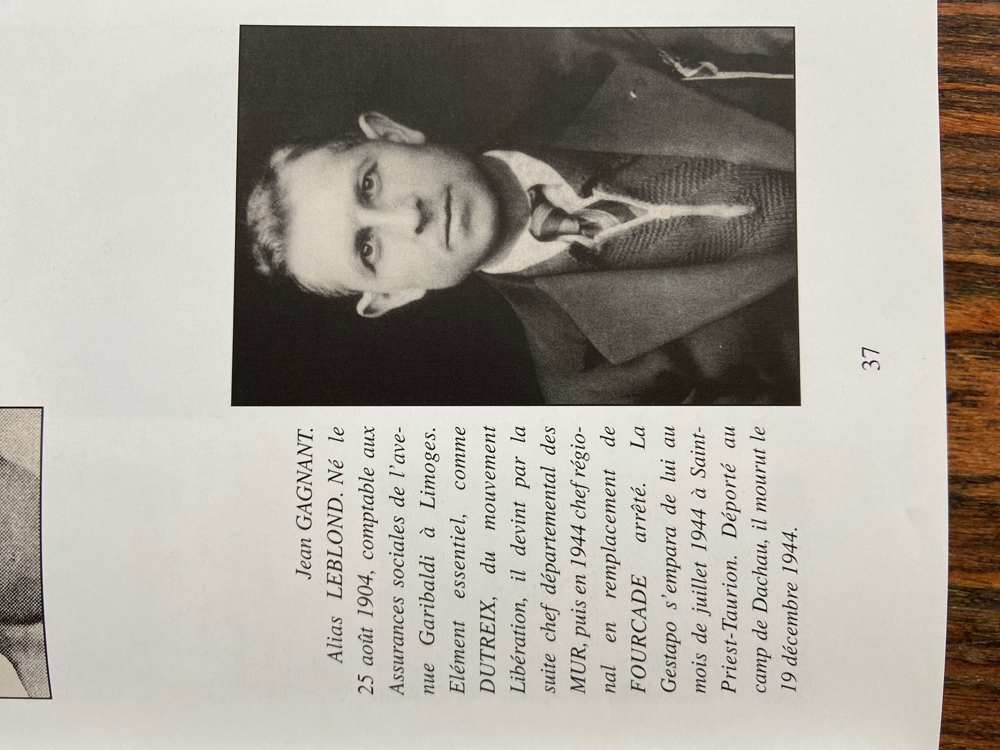 Jean GAGNANT.
Alias LEBLOND. Né le
25 août 1904, comptable aux
Assurances sociales de l'ave-
nue Garibaldi à Limoges.
Elément essentiel, comme
DUTREIX, du mouvement
Libération, il devint par la
suite chef départemental des
MUR, puis en 1944 chef régio-
nal en remplacement de
FOURCADE arrêté. La
Gestapo s'empara de lui au
mois de juillet 1944 à Saint-
Priest-Taurion. Déporté au
camp de Dachau, il mourut le
19 décembre 1944.
37